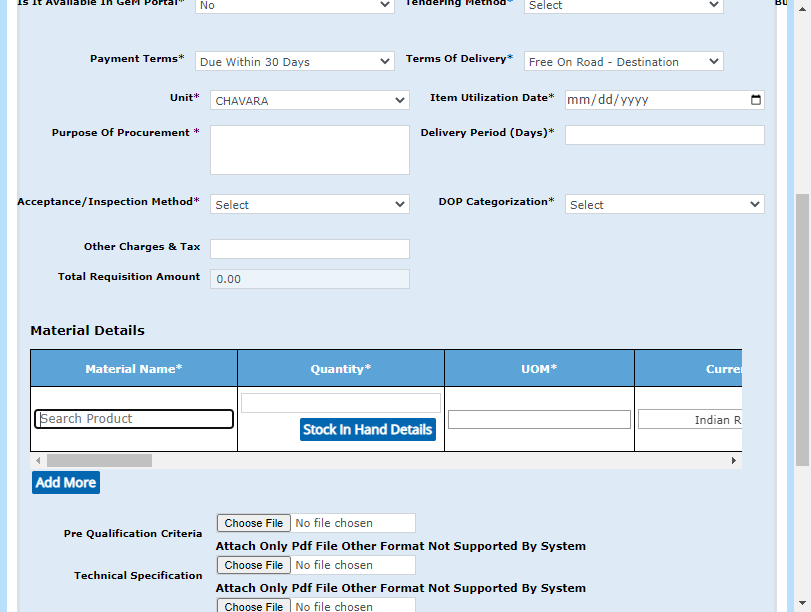 Is It Available In GeM Portal* No Tendering Method* Select Bu
Payment Terms* Due Within 30 Days Terms Of Delivery* Free On Road - Destination
Unit* CHAVARA Item Utilization Date* mm/dd/yyyy
Purpose Of Procurement * Delivery Period (Days)*
Acceptance/Inspection Method* Select DOP Categorization* Select
Other Charges & Tax
Total Requisition Amount 0.00
Material Details
Material Name* Quantity* UOM* Curre
Search Product Indian R
Stock In Hand Details
Add More
Pre Qualification Criteria Choose File No file chosen
Attach Only Pdf File Other Format Not Supported By System
Technical Specification Choose File No file chosen
Attach Only Pdf File Other Format Not Supported By System
Choose File No file chosen